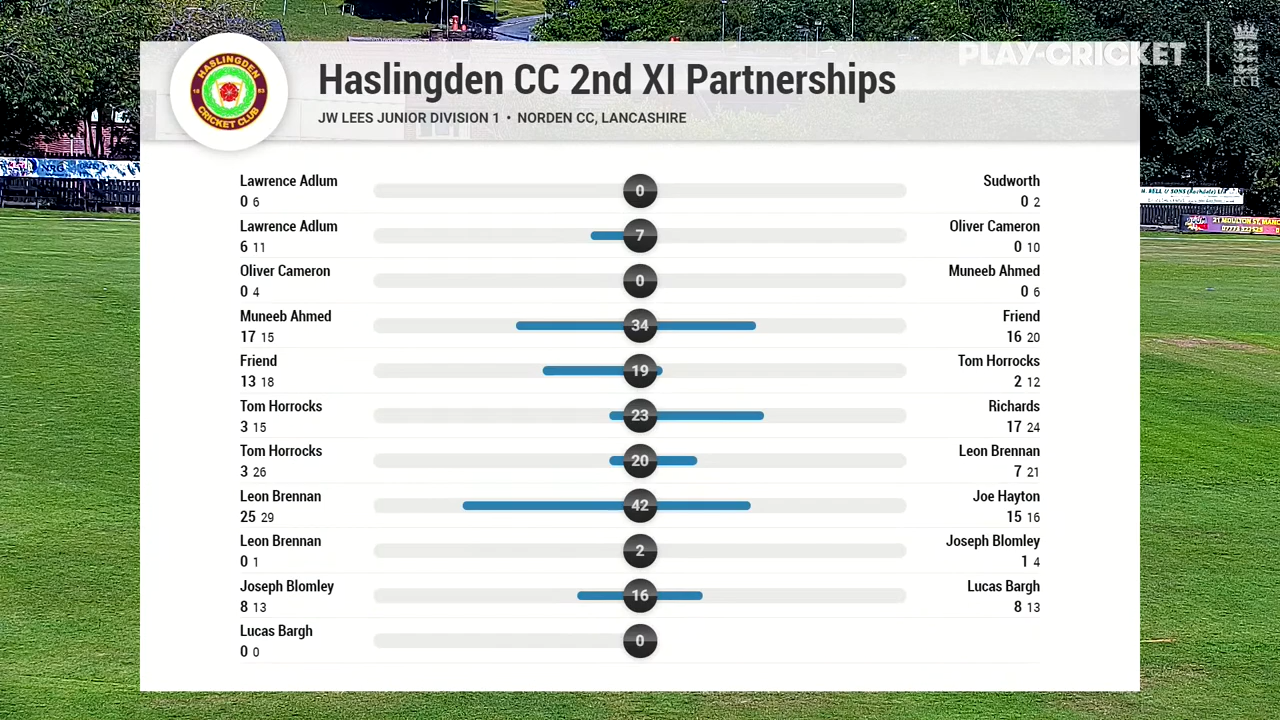 PLAY-CRICKET
HASLINGDEN
CRICKET CLUB
Haslingden CC 2nd XI Partnerships
JW LEES JUNIOR DIVISION 1 • NORDEN CC, LANCASHIRE
Lawrence Adlum 0 Sudworth
0 6 0 2
Lawrence Adlum 7 Oliver Cameron
6 11 0 10
Oliver Cameron 0 Muneeb Ahmed
0 4 0 6
Muneeb Ahmed 34 Friend
17 15 16 20
Friend 19 Tom Horrocks
13 18 2 12
Tom Horrocks 23 Richards
3 15 17 24
Tom Horrocks 20 Leon Brennan
3 26 7 21
Leon Brennan 42 Joe Hayton
25 29 15 16
Leon Brennan 2 Joseph Blomley
0 1 1 4
Joseph Blomley 16 Lucas Bargh
8 13 8 13
Lucas Bargh 0
0 0